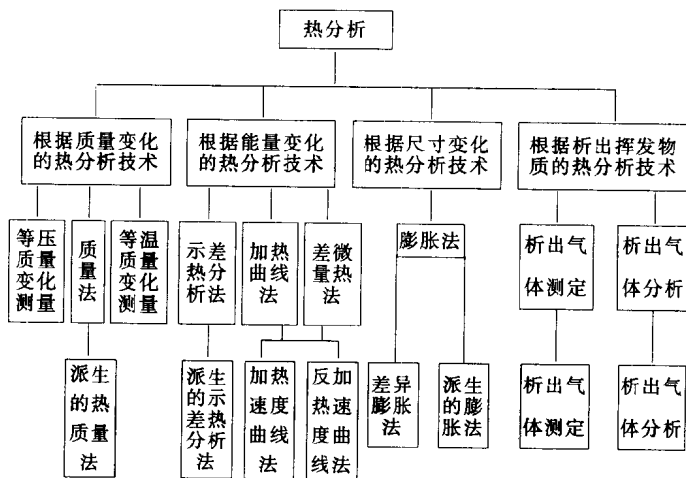 热分析
根据质量变化
的热分析技术
根据能量变化
的热分析技术
根据尺寸变化
的热分析技术
根据析出挥发物
质的热分析技术
等压
质量
变化
测量
质
量
法
等温
质量
变化
测量
示差
热分
析法
加热
曲线
法
差微
量热
法
膨胀法
析出气
体测定
析出气
体分析
派生
的热
质量
法
派生
的示
差热
分析
法
加热
速度
曲线
法
反加
热速
度曲
线法
差异
膨胀
法
派生
的膨
胀法
析出气
体测定
析出气
体分析